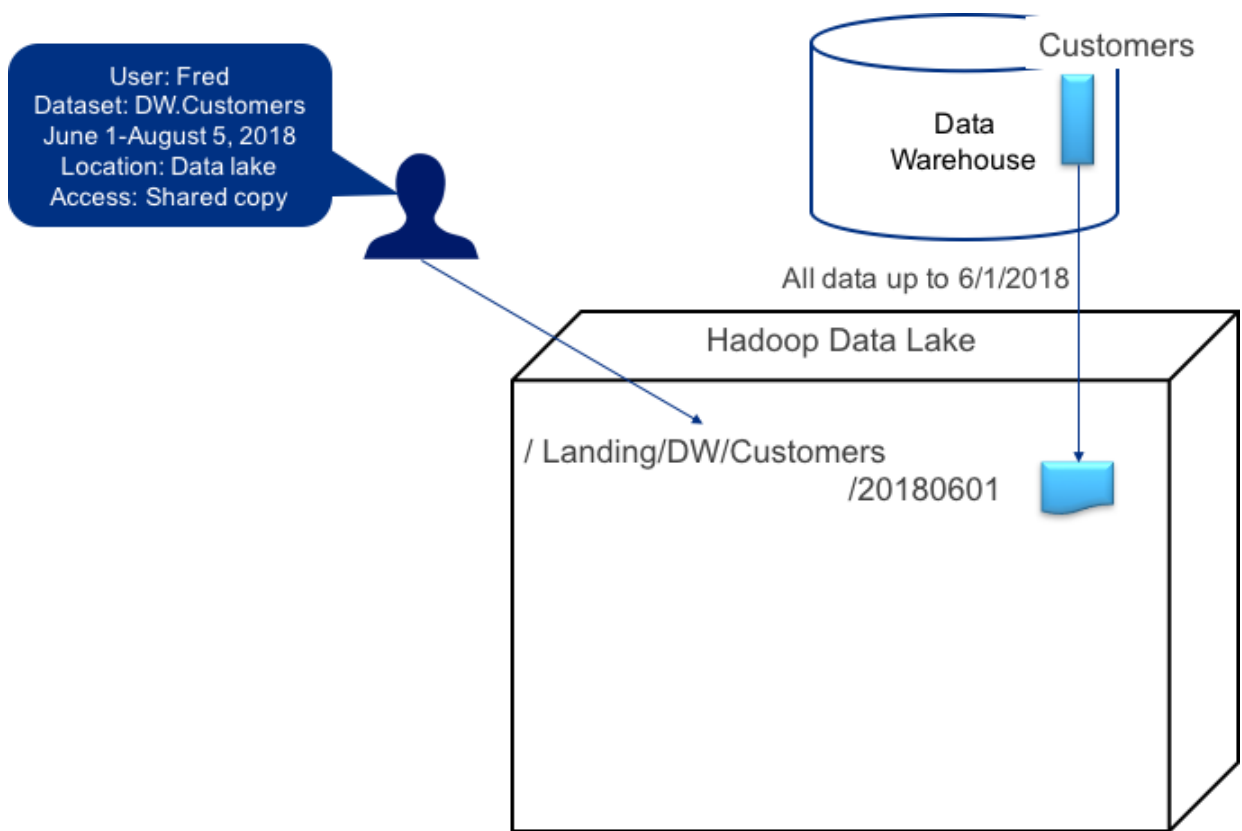 User: Fred
Dataset: DW.Customers
June 1-August 5, 2018
Location: Data lake
Access: Shared copy
Customers
Data
Warehouse
All data up to 6/1/2018
Hadoop Data Lake
/ Landing/DW/Customers
/20180601